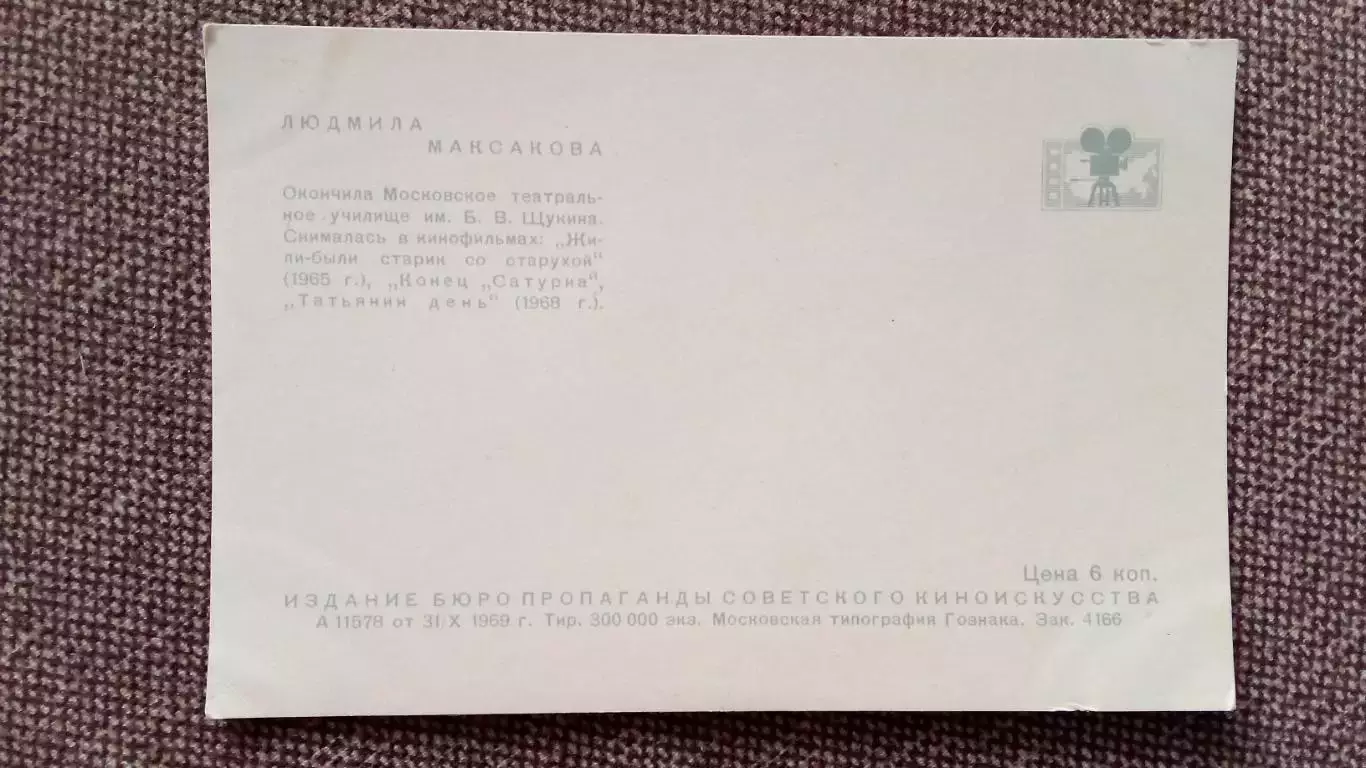 ЛЮДМИЛА
МАКСАКОВА
Окончила Московское театраль-
ное училище им. Б. В. Щукина.
Снималась в кинофильмах: „Жи-
ли-были старик со старухой“
(1965 г.), „Конец „Сатурна“,
„Татьянин день“ (1968 г.).
Цена 6 коп.
ИЗДАНИЕ БЮРО ПРОПАГАНДЫ СОВЕТСКОГО КИНОИСКУССТВА
А 11578 от 31/X 1969 г. Тир. 300 000 экз. Московская типография Гознака. Зак. 4166